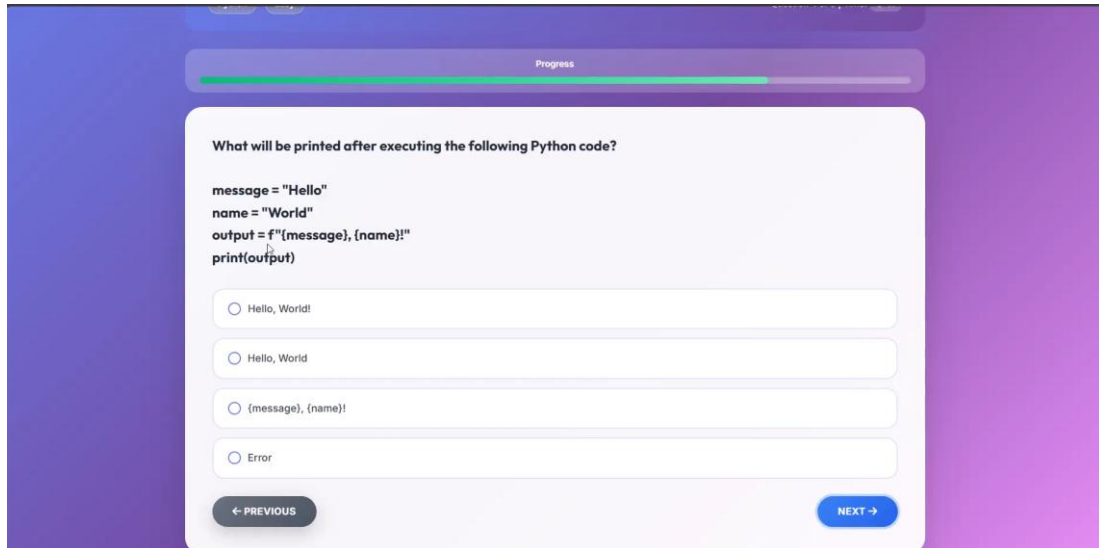 Progress
What will be printed after executing the following Python code?
message = "Hello"
name = "World"
output = f"{message}, {name}!"
print(output)
Hello, World!
Hello, World
{message}, {name}!
Error
← PREVIOUS
NEXT →